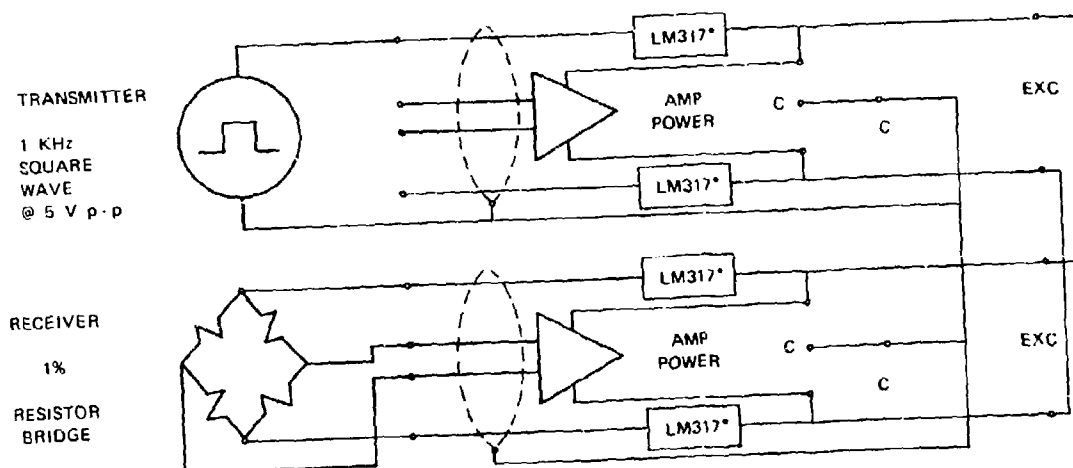 LM317*
TRANSMITTER
AMP
POWER
C
EXC
C
1 KHz
SQUARE
WAVE
@ 5 V p-p
LM317*
LM317*
RECEIVER
AMP
POWER
C
EXC
1%
C
RESISTOR
BRIDGE
LM317*